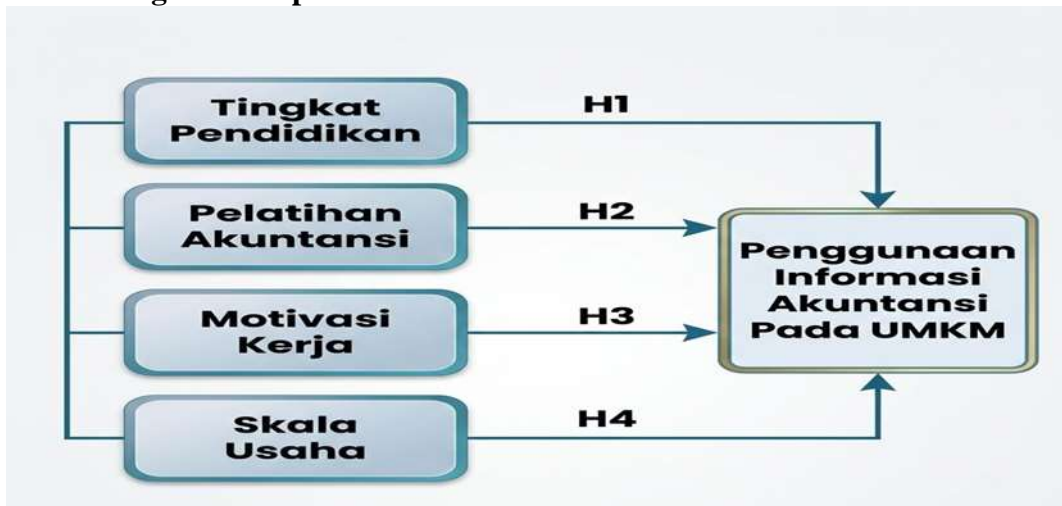 Tingkat
Pendidikan
H1
Pelatihan
Akuntansi
H2
Motivasi
Kerja
H3
Skala
Usaha
H4
Penggunaan
Informasi
Akuntansi
Pada UMKM